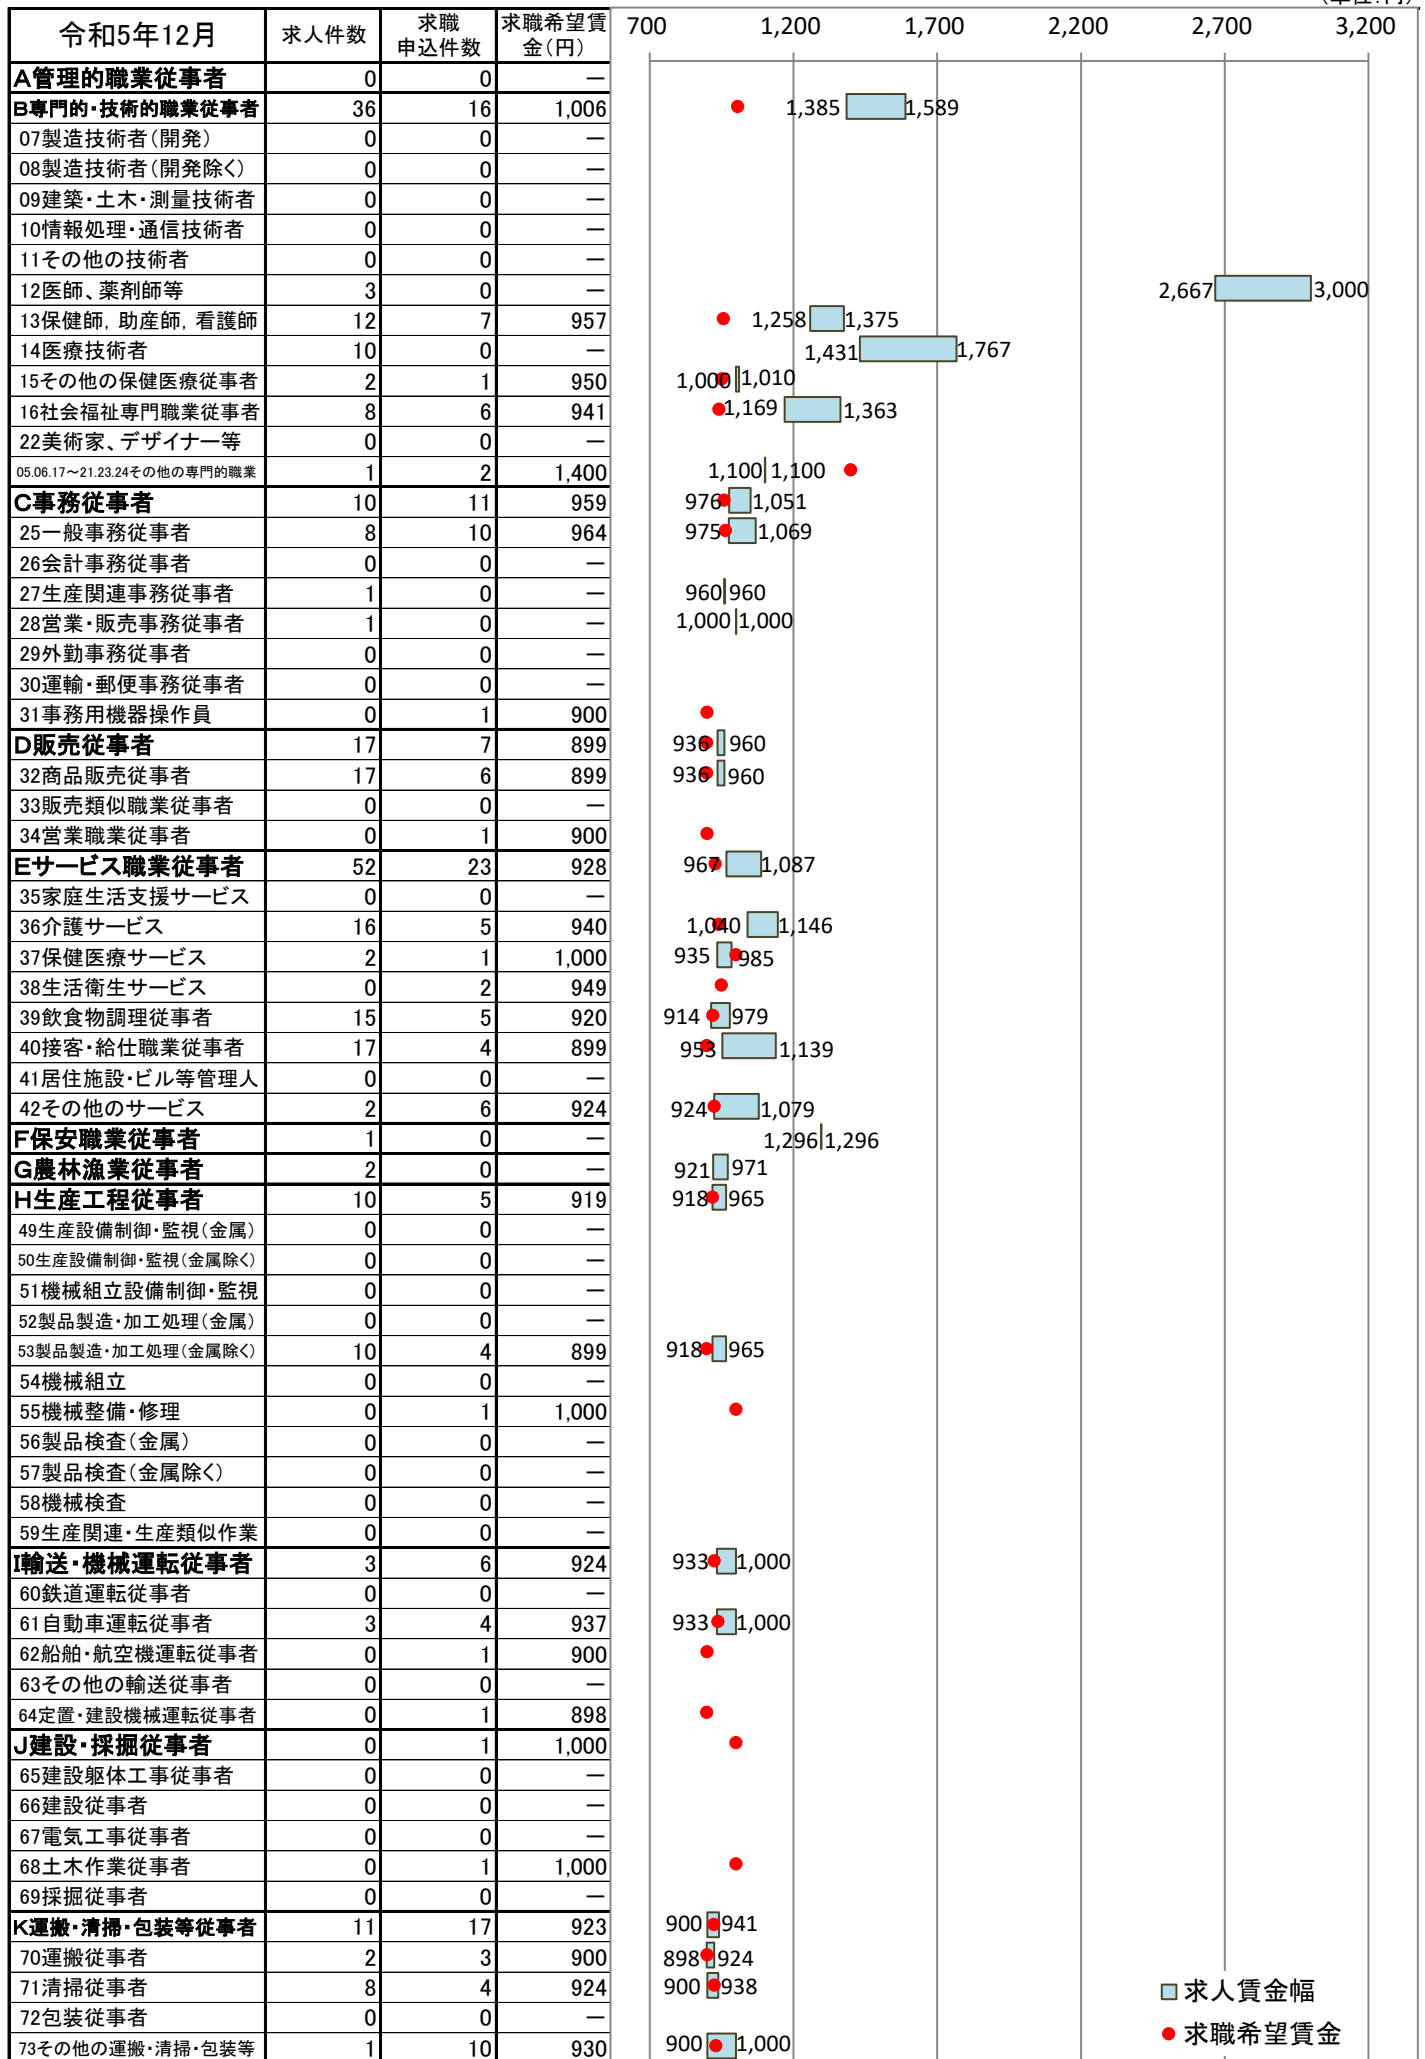 (単位:円)
令和5年12月 求人件数 求職申込件数 求職希望賃金(円) 700 1,200 1,700 2,200 2,700 3,200
A管理的職業従事者 0 0 ―
B専門的・技術的職業従事者 36 16 1,006 1,385 1,589
07製造技術者(開発) 0 0 ―
08製造技術者(開発除く) 0 0 ―
09建築・土木・測量技術者 0 0 ―
10情報処理・通信技術者 0 0 ―
11その他の技術者 0 0 ―
12医師、薬剤師等 3 0 ― 2,667 3,000
13保健師, 助産師, 看護師 12 7 957 1,258 1,375
14医療技術者 10 0 ― 1,431 1,767
15その他の保健医療従事者 2 1 950 1,000 1,010
16社会福祉専門職業従事者 8 6 941 1,169 1,363
22美術家、デザイナー等 0 0 ―
05.06.17～21.23.24その他の専門的職業 1 2 1,400 1,100 1,100
C事務従事者 10 11 959 976 1,051
25一般事務従事者 8 10 964 975 1,069
26会計事務従事者 0 0 ―
27生産関連事務従事者 1 0 ― 960 960
28営業・販売事務従事者 1 0 ― 1,000 1,000
29外勤事務従事者 0 0 ―
30運輸・郵便事務従事者 0 0 ―
31事務用機器操作員 0 1 900
D販売従事者 17 7 899 936 960
32商品販売従事者 17 6 899 936 960
33販売類似職業従事者 0 0 ―
34営業職業従事者 0 1 900
Eサービス職業従事者 52 23 928 967 1,087
35家庭生活支援サービス 0 0 ―
36介護サービス 16 5 940 1,040 1,146
37保健医療サービス 2 1 1,000 935 985
38生活衛生サービス 0 2 949
39飲食物調理従事者 15 5 920 914 979
40接客・給仕職業従事者 17 4 899 953 1,139
41居住施設・ビル等管理人 0 0 ―
42その他のサービス 2 6 924 924 1,079
F保安職業従事者 1 0 ― 1,296 1,296
G農林漁業従事者 2 0 ― 921 971
H生産工程従事者 10 5 919 918 965
49生産設備制御・監視(金属) 0 0 ―
50生産設備制御・監視(金属除く) 0 0 ―
51機械組立設備制御・監視 0 0 ―
52製品製造・加工処理(金属) 0 0 ―
53製品製造・加工処理(金属除く) 10 4 899 918 965
54機械組立 0 0 ―
55機械整備・修理 0 1 1,000
56製品検査(金属) 0 0 ―
57製品検査(金属除く) 0 0 ―
58機械検査 0 0 ―
59生産関連・生産類似作業 0 0 ―
I輸送・機械運転従事者 3 6 924 933 1,000
60鉄道運転従事者 0 0 ―
61自動車運転従事者 3 4 937 933 1,000
62船舶・航空機運転従事者 0 1 900
63その他の輸送従事者 0 0 ―
64定置・建設機械運転従事者 0 1 898
J建設・採掘従事者 0 1 1,000
65建設躯体工事従事者 0 0 ―
66建設従事者 0 0 ―
67電気工事従事者 0 0 ―
68土木作業従事者 0 1 1,000
69採掘従事者 0 0 ―
K運搬・清掃・包装等従事者 11 17 923 900 941
70運搬従事者 2 3 900 898 924
71清掃従事者 8 4 924 900 938
72包装従事者 0 0 ―
73その他の運搬・清掃・包装等 1 10 930 900 1,000
求人賃金幅
求職希望賃金